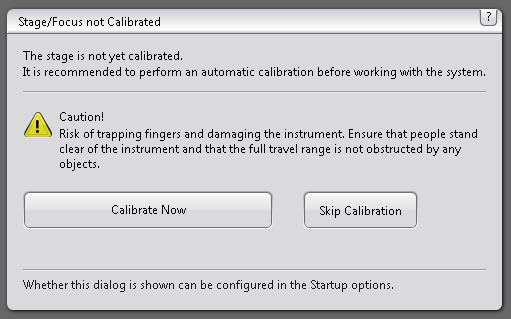 Stage/Focus not Calibrated
?
The stage is not yet calibrated.
It is recommended to perform an automatic calibration before working with the system.
Caution!
Risk of trapping fingers and damaging the instrument. Ensure that people stand
clear of the instrument and that the full travel range is not obstructed by any
objects.
Calibrate Now
Skip Calibration
Whether this dialog is shown can be configured in the Startup options.